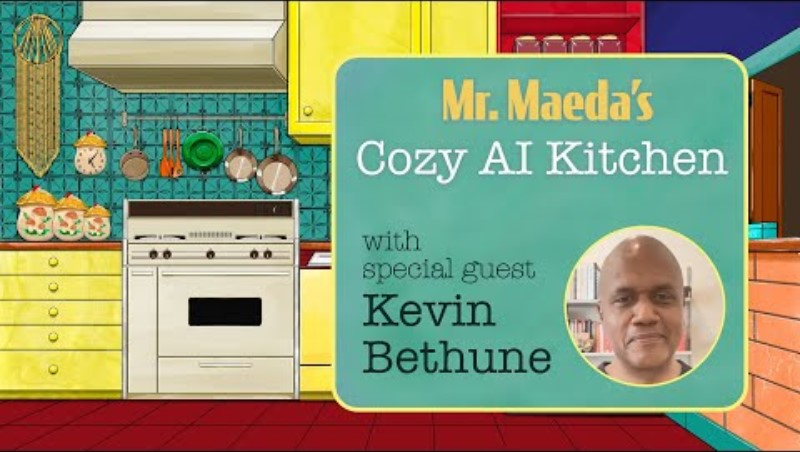 Mr. Maeda's
Cozy AI Kitchen
with
special guest
Kevin
Bethune